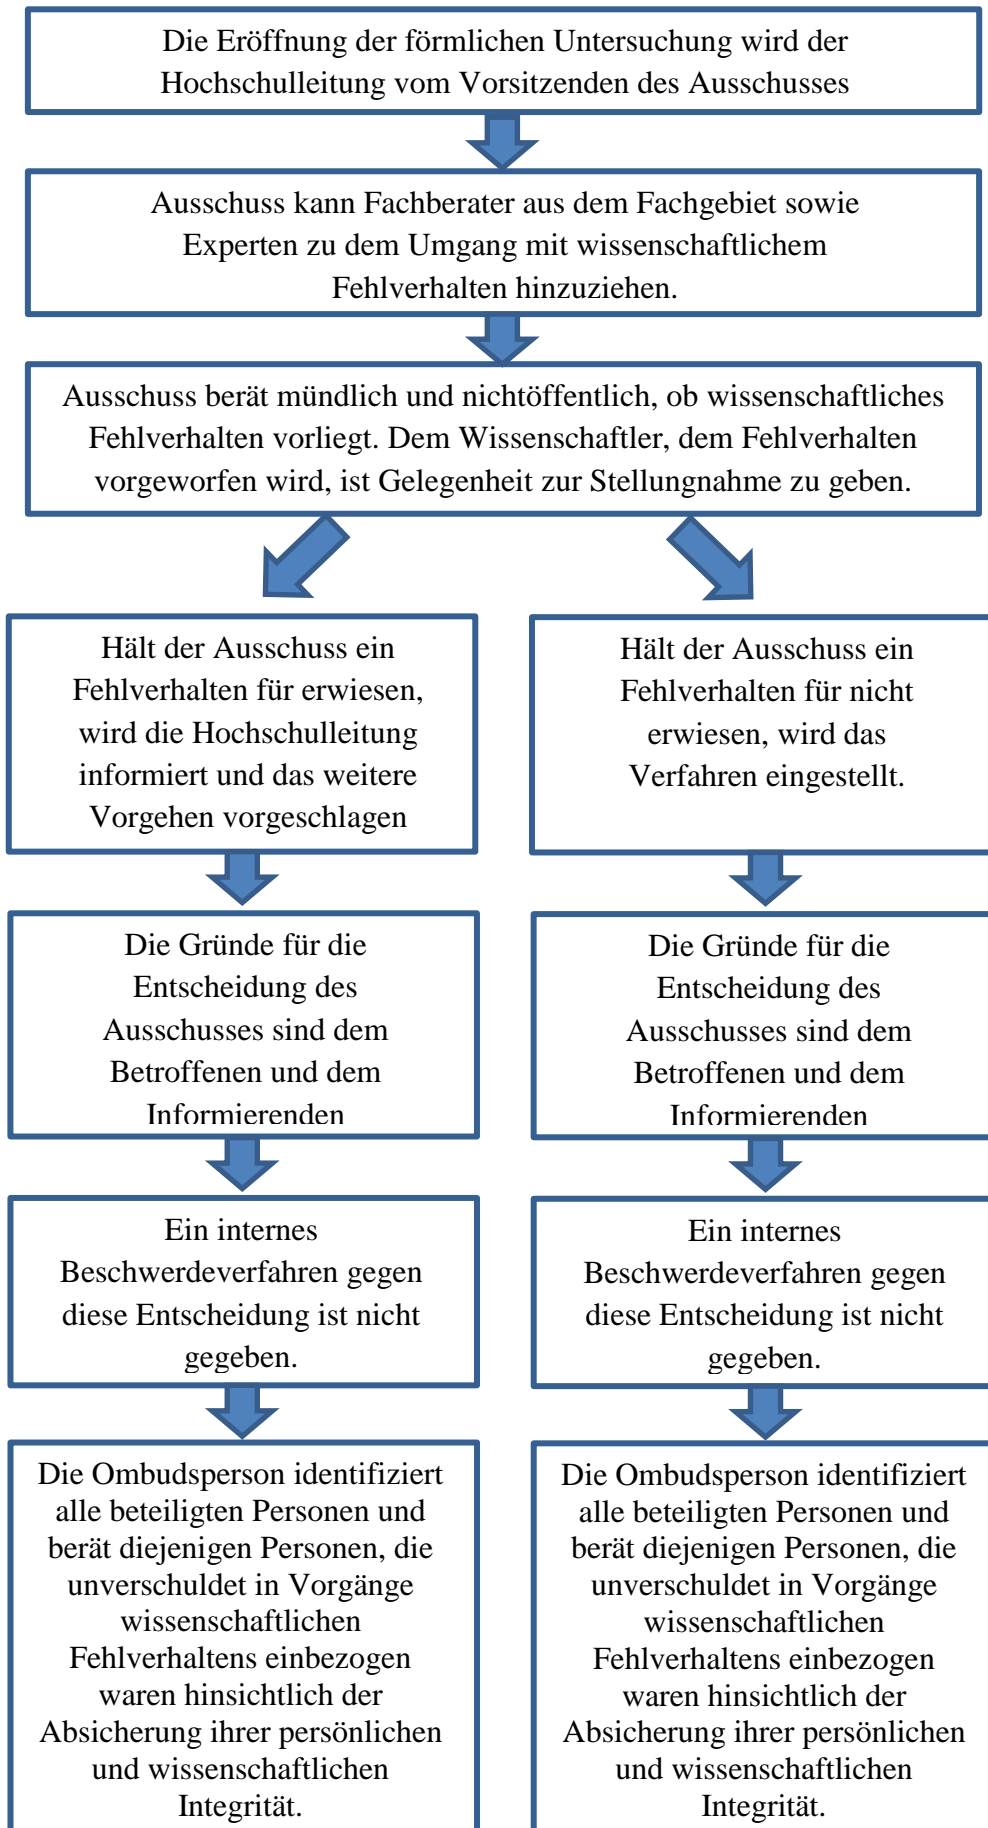 Die Eröffnung der förmlichen Untersuchung wird der
Hochschulleitung vom Vorsitzenden des Ausschusses
Ausschuss kann Fachberater aus dem Fachgebiet sowie
Experten zu dem Umgang mit wissenschaftlichem
Fehlverhalten hinzuziehen.
Ausschuss berät mündlich und nichtöffentlich, ob wissenschaftliches
Fehlverhalten vorliegt. Dem Wissenschaftler, dem Fehlverhalten
vorgeworfen wird, ist Gelegenheit zur Stellungnahme zu geben.
Hält der Ausschuss ein
Fehlverhalten für erwiesen,
wird die Hochschulleitung
informiert und das weitere
Vorgehen vorgeschlagen
Hält der Ausschuss ein
Fehlverhalten für nicht
erwiesen, wird das
Verfahren eingestellt.
Die Gründe für die
Entscheidung des
Ausschusses sind dem
Betroffenen und dem
Informierenden
Die Gründe für die
Entscheidung des
Ausschusses sind dem
Betroffenen und dem
Informierenden
Ein internes
Beschwerdeverfahren gegen
diese Entscheidung ist nicht
gegeben.
Ein internes
Beschwerdeverfahren gegen
diese Entscheidung ist nicht
gegeben.
Die Ombudsperson identifiziert
alle beteiligten Personen und
berät diejenigen Personen, die
unverschuldet in Vorgänge
wissenschaftlichen
Fehlverhaltens einbezogen
waren hinsichtlich der
Absicherung ihrer persönlichen
und wissenschaftlichen
Integrität.
Die Ombudsperson identifiziert
alle beteiligten Personen und
berät diejenigen Personen, die
unverschuldet in Vorgänge
wissenschaftlichen
Fehlverhaltens einbezogen
waren hinsichtlich der
Absicherung ihrer persönlichen
und wissenschaftlichen
Integrität.